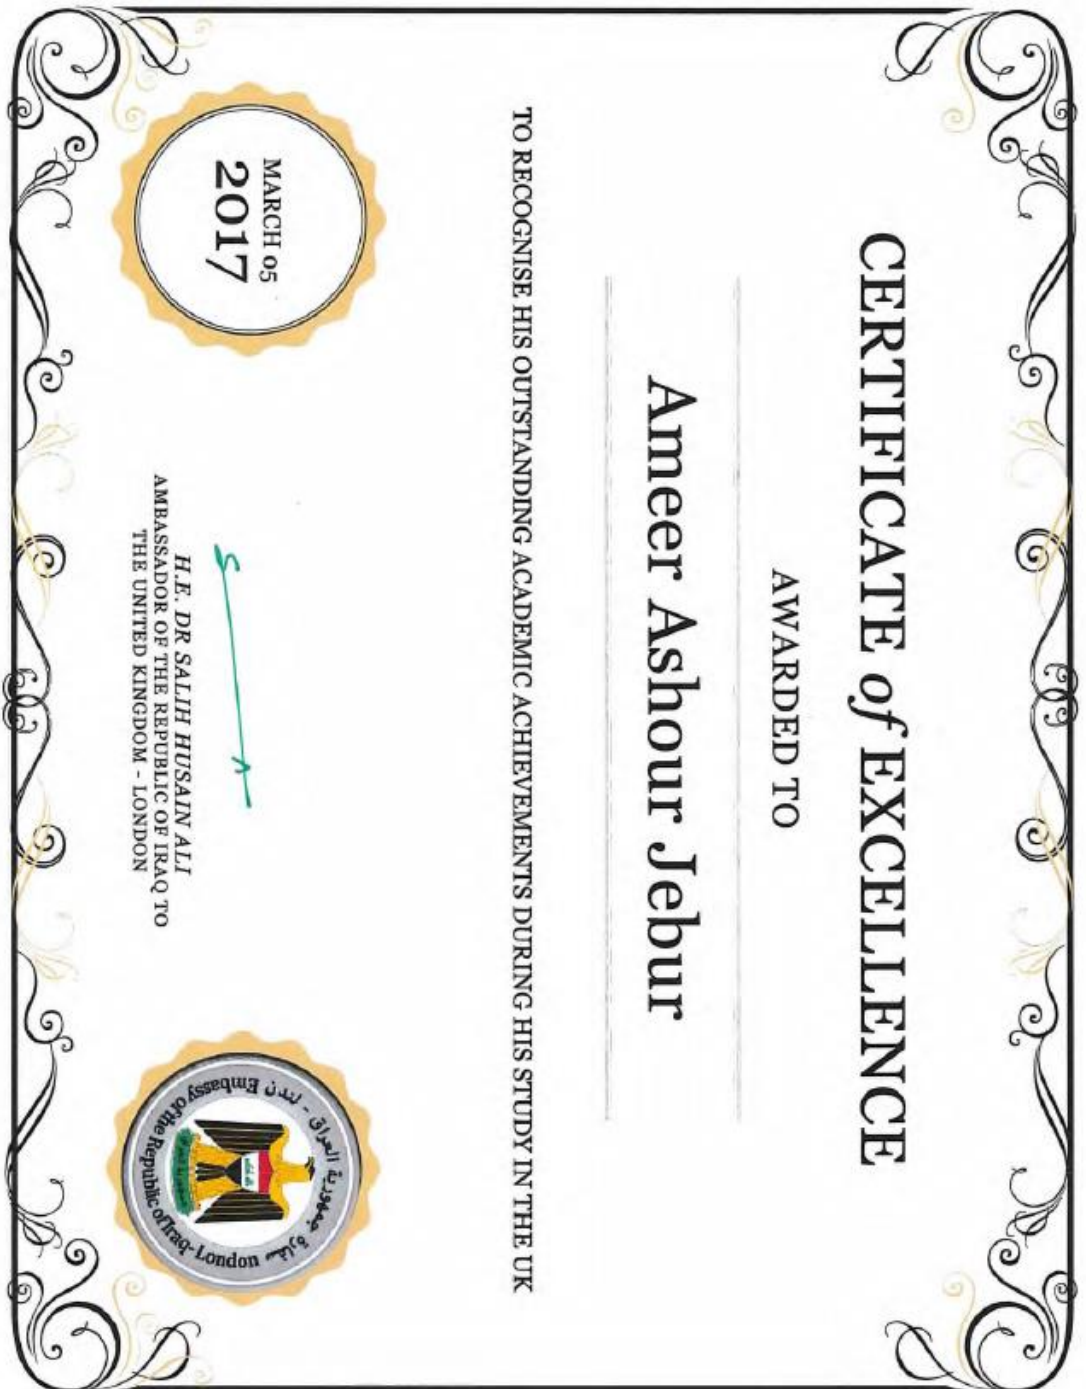 CERTIFICATE of EXCELLENCE
AWARDED TO
Ameer Ashour Jebur
TO RECOGNISE HIS OUTSTANDING ACADEMIC ACHIEVEMENTS DURING HIS STUDY IN THE UK
MARCH 05
2017
H.E. DR SALIH HUSAIN ALI
AMBASSADOR OF THE REPUBLIC OF IRAQ TO
THE UNITED KINGDOM - LONDON
سفارة جمهورية العراق - لندن
Embassy of the Republic of Iraq-London